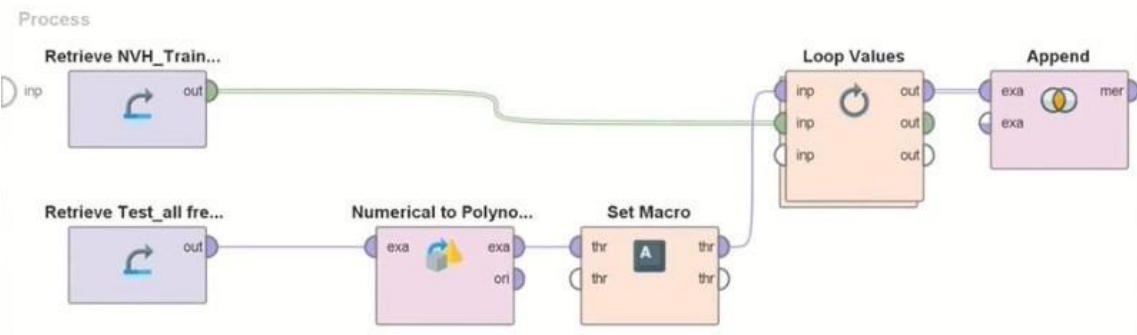 Process
Retrieve NVH_Train...
Loop Values
Append
inp
out
inp
out
exa
mer
inp
out
exa
inp
out
Retrieve Test_all fre...
Numerical to Polyno...
Set Macro
out
exa
exa
thr
thr
ori
thr
thr
A